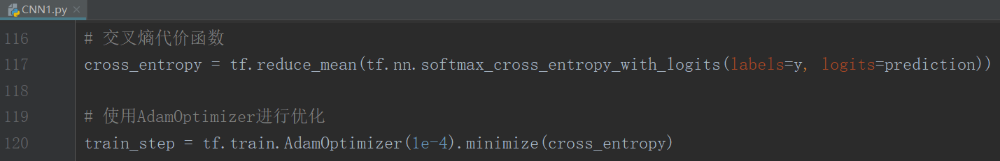 CNN1.py
116 # 交叉熵代价函数
117 cross_entropy = tf.reduce_mean(tf.nn.softmax_cross_entropy_with_logits(labels=y, logits=prediction))
118
119 # 使用AdamOptimizer进行优化
120 train_step = tf.train.AdamOptimizer(1e-4).minimize(cross_entropy)